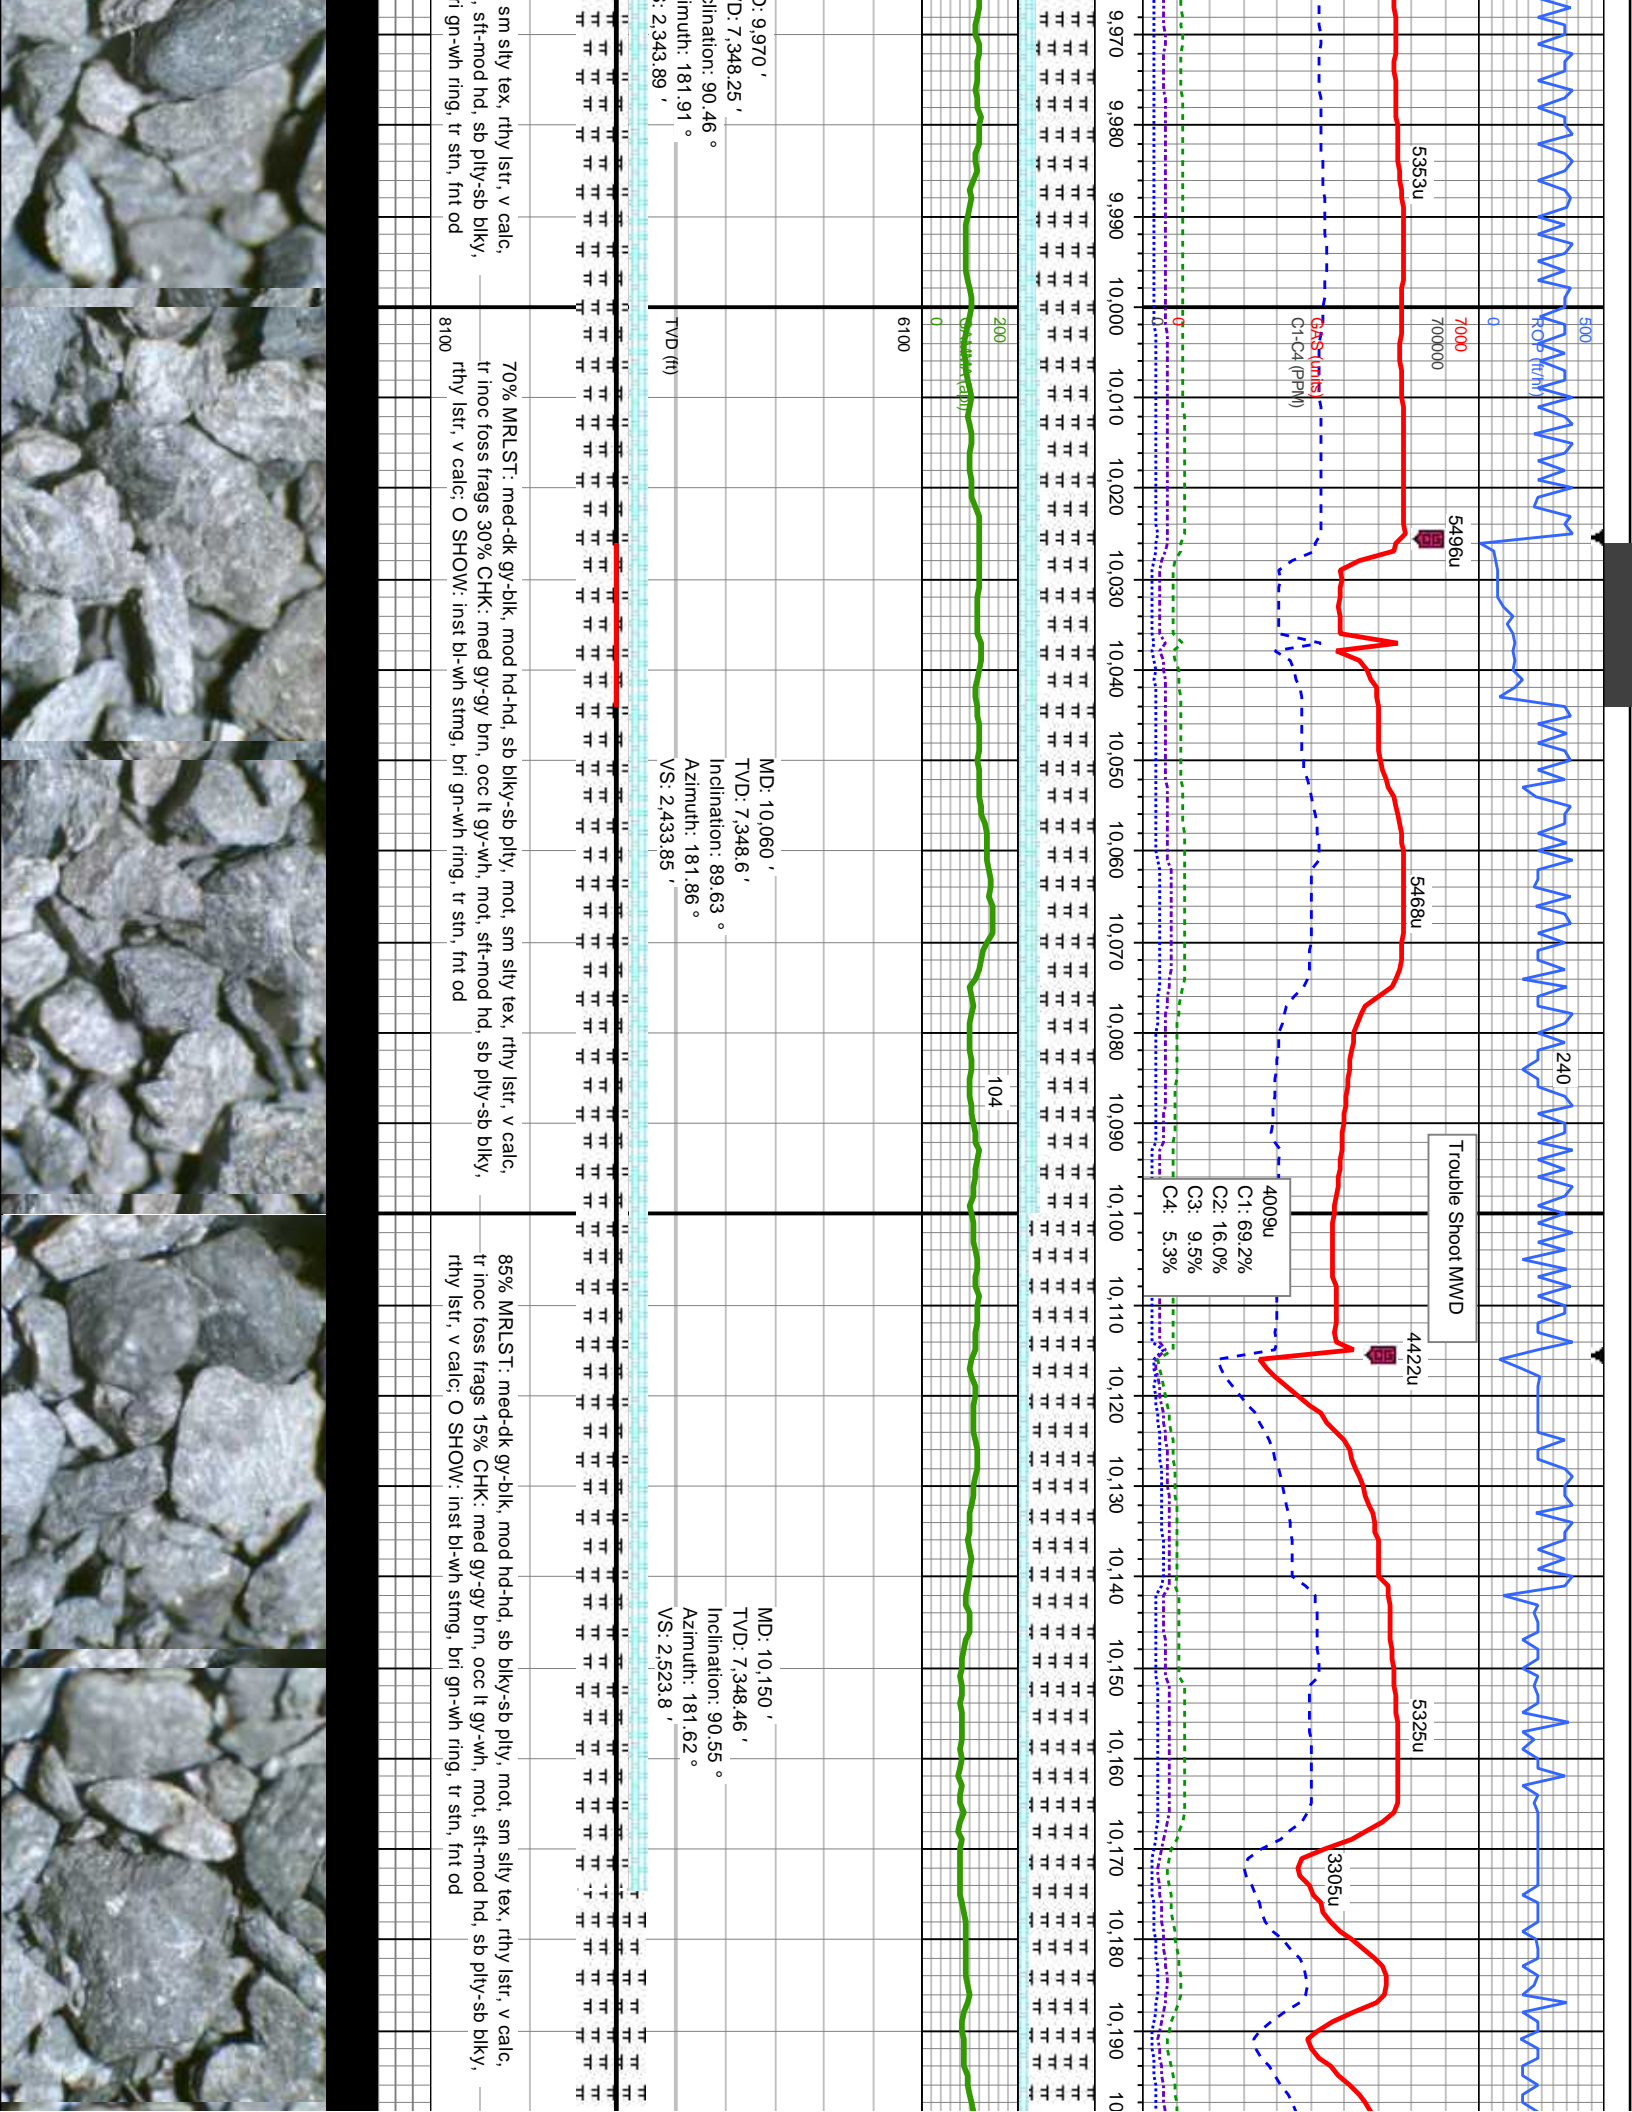 500
ROP (ft/hr)
0
7000
700000
GAS (units)
C1-C4 (PPM)
0
0
5353u
5496u
5468u
240
Trouble Shoot MWD
4009u
C1: 69.2%
C2: 16.0%
C3: 9.5%
C4: 5.3%
4422u
5325u
3305u
9,970
9,980
9,990
10,000
10,010
10,020
10,030
10,040
10,050
10,060
10,070
10,080
10,090
10,100
10,110
10,120
10,130
10,140
10,150
10,160
10,170
10,180
10,190
200
GAMMA (api)
0
104
6100
TVD (ft)
8100
D: 9,970 '
D: 7,348.25 '
clination: 90.46 °
imuth: 181.91 °
S: 2,343.89 '
MD: 10,060 '
TVD: 7,348.6 '
Inclination: 89.63 °
Azimuth: 181.86 °
VS: 2,433.85 '
MD: 10,150 '
TVD: 7,348.46 '
Inclination: 90.55 °
Azimuth: 181.62 °
VS: 2,523.8 '
sm slty tex, rthy lstr, v calc,
, sft-mod hd, sb plty-sb blky,
ri gn-wh ring, tr stn, fnt od
70% MRLST: med-dk gy-blk, mod hd-hd, sb blky-sb plty, mot, sm slty tex, rthy lstr, v calc,
tr inoc foss frags 30% CHK: med gy-gy brn, occ lt gy-wh, mot, sft-mod hd, sb plty-sb blky,
rthy lstr, v calc; O SHOW: inst bl-wh stmg, bri gn-wh ring, tr stn, fnt od
85% MRLST: med-dk gy-blk, mod hd-hd, sb blky-sb plty, mot, sm slty tex, rthy lstr, v calc,
tr inoc foss frags 15% CHK: med gy-gy brn, occ lt gy-wh, mot, sft-mod hd, sb plty-sb blky,
rthy lstr, v calc; O SHOW: inst bl-wh stmg, bri gn-wh ring, tr stn, fnt od